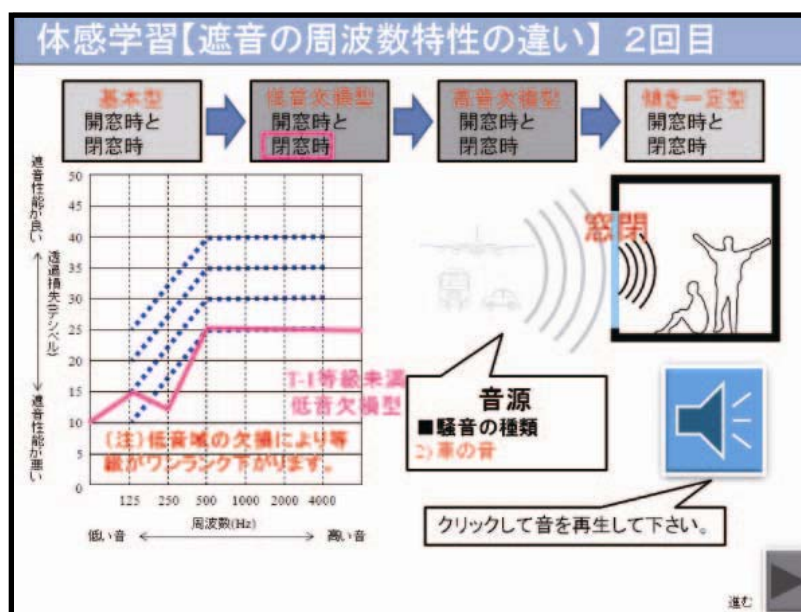 体感学習【遮音の周波数特性の違い】 2回目
基本型
開窓時と
閉窓時
低音欠損型
開窓時と
閉窓時
高音欠損型
開窓時と
閉窓時
傾き一定型
開窓時と
閉窓時
遮音性能が良い
透過損失(デシベル)
遮音性能が悪い
50
45
40
35
30
25
20
15
10
5
0
125 250 500 1000 2000 4000
周波数(Hz)
低い音 高い音
T-1等級未満
低音欠損型
(注)低音域の欠損により等
級がワンランク下がります。
窓閉
音源
■騒音の種類
2) 車の音
クリックして音を再生して下さい。
進む